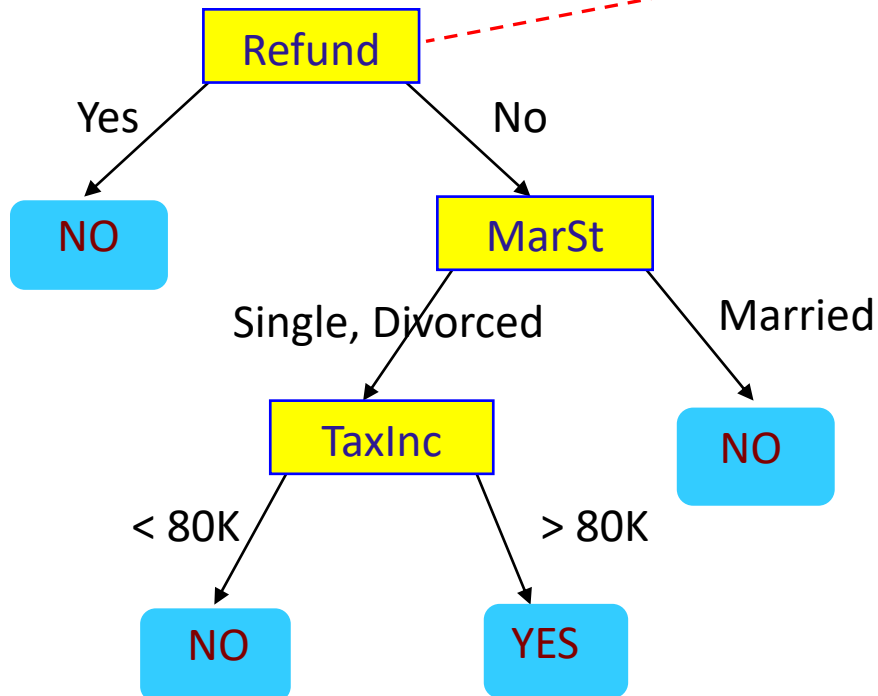 Refund
Yes
No
NO
MarSt
Single, Divorced
Married
TaxInc
NO
< 80K
> 80K
NO
YES